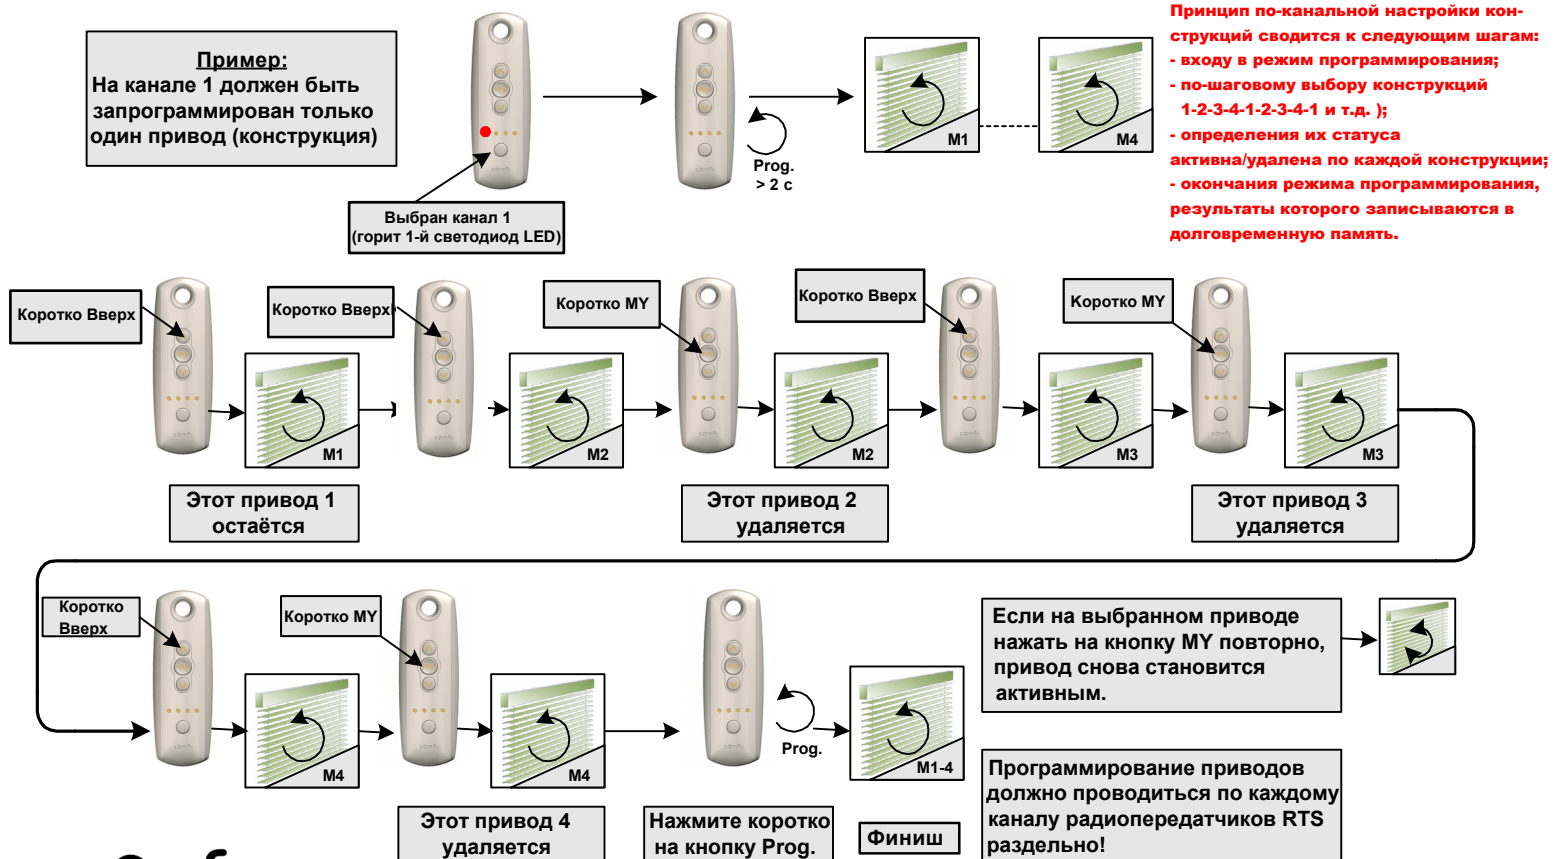 Пример:
На канале 1 должен быть
запрограммирован только
один привод (конструкция)
Prog.
> 2 с
M1
M4
Выбран канал 1
(горит 1-й светодиод LED)
Принцип по-канальной настройки кон-
струкций сводится к следующим шагам:
- входу в режим программирования;
- по-шаговому выбору конструкций
1-2-3-4-1-2-3-4-1 и т.д. );
- определения их статуса
активна/удалена по каждой конструкции;
- окончания режима программирования,
результаты которого записываются в
долговременную память.
Коротко Вверх
M1
Коротко Вверх
M2
Коротко MY
M2
Коротко Вверх
M3
Коротко MY
M3
Этот привод 1
остаётся
Этот привод 2
удаляется
Этот привод 3
удаляется
Коротко
Вверх
M4
Коротко MY
M4
Prog.
M1-4
Если на выбранном приводе
нажать на кнопку MY повторно,
привод снова становится
активным.
Этот привод 4
удаляется
Нажмите коротко
на кнопку Prog.
Финиш
Программирование приводов
должно проводиться по каждому
каналу радиопередатчиков RTS
раздельно!